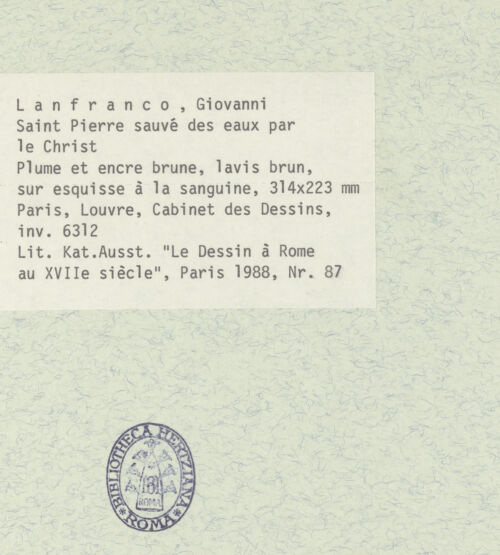 Lanfranco, Giovanni
Saint Pierre sauvé des eaux par
le Christ
Plume et encre brune, lavis brun,
sur esquisse à la sanguine, 314x223 mm
Paris, Louvre, Cabinet des Dessins,
inv. 6312
Lit. Kat.Ausst. "Le Dessin à Rome
au XVIIe siècle", Paris 1988, Nr. 87
BIBLIOTHECA HERTZIANA
ROMA
ROMA